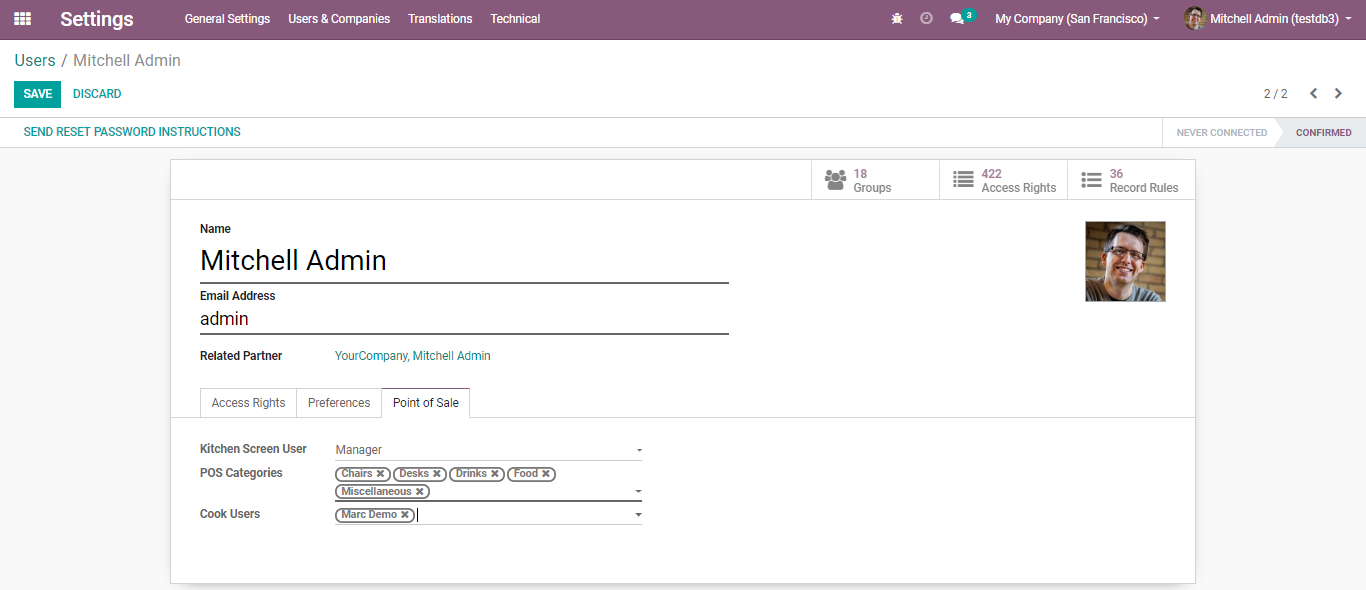 Settings General Settings Users & Companies Translations Technical 3 My Company (San Francisco) Mitchell Admin (testdb3)
Users / Mitchell Admin
SAVE DISCARD 2 / 2
SEND RESET PASSWORD INSTRUCTIONS NEVER CONNECTED CONFIRMED
18 Groups 422 Access Rights 36 Record Rules
Name
Mitchell Admin
Email Address
admin
Related Partner YourCompany, Mitchell Admin
Access Rights Preferences Point of Sale
Kitchen Screen User Manager
POS Categories Chairs Desks Drinks Food
Miscellaneous
Cook Users Marc Demo